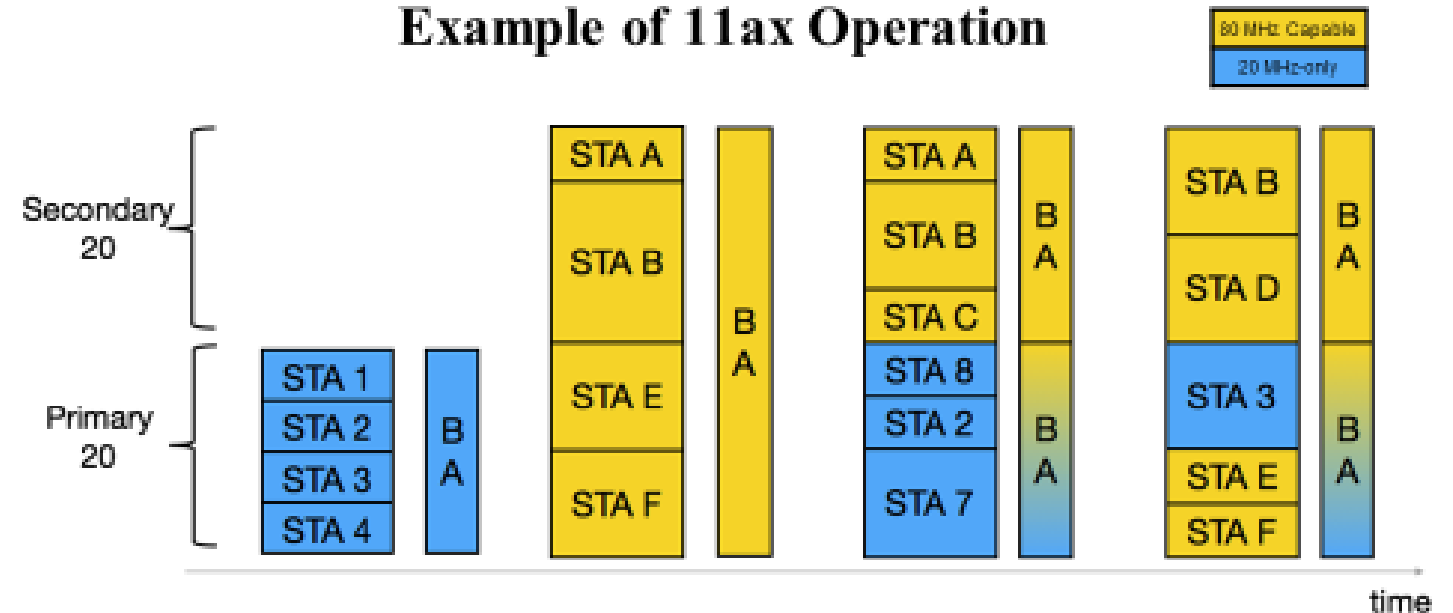 Example of 11ax Operation
80 MHz Capable
20 MHz-only
Secondary
20
Primary
20
STA 1
STA 2
STA 3
STA 4
B
A
STA A
STA B
STA E
STA F
B
A
STA A
STA B
STA C
STA 8
STA 2
STA 7
B
A
B
A
STA B
STA D
STA 3
STA E
STA F
B
A
B
A
time